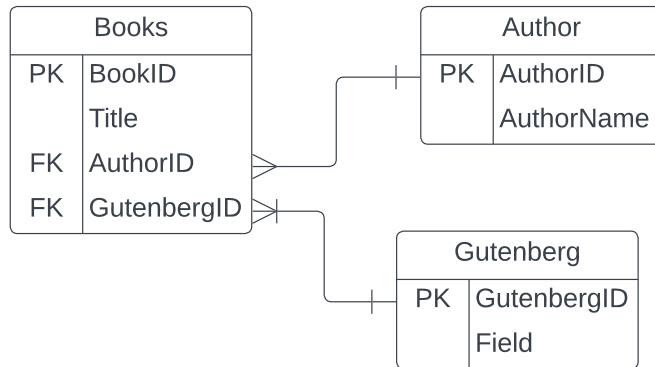 Books
PK BookID
Title
FK AuthorID
FK GutenbergID
Author
PK AuthorID
AuthorName
Gutenberg
PK GutenbergID
Field